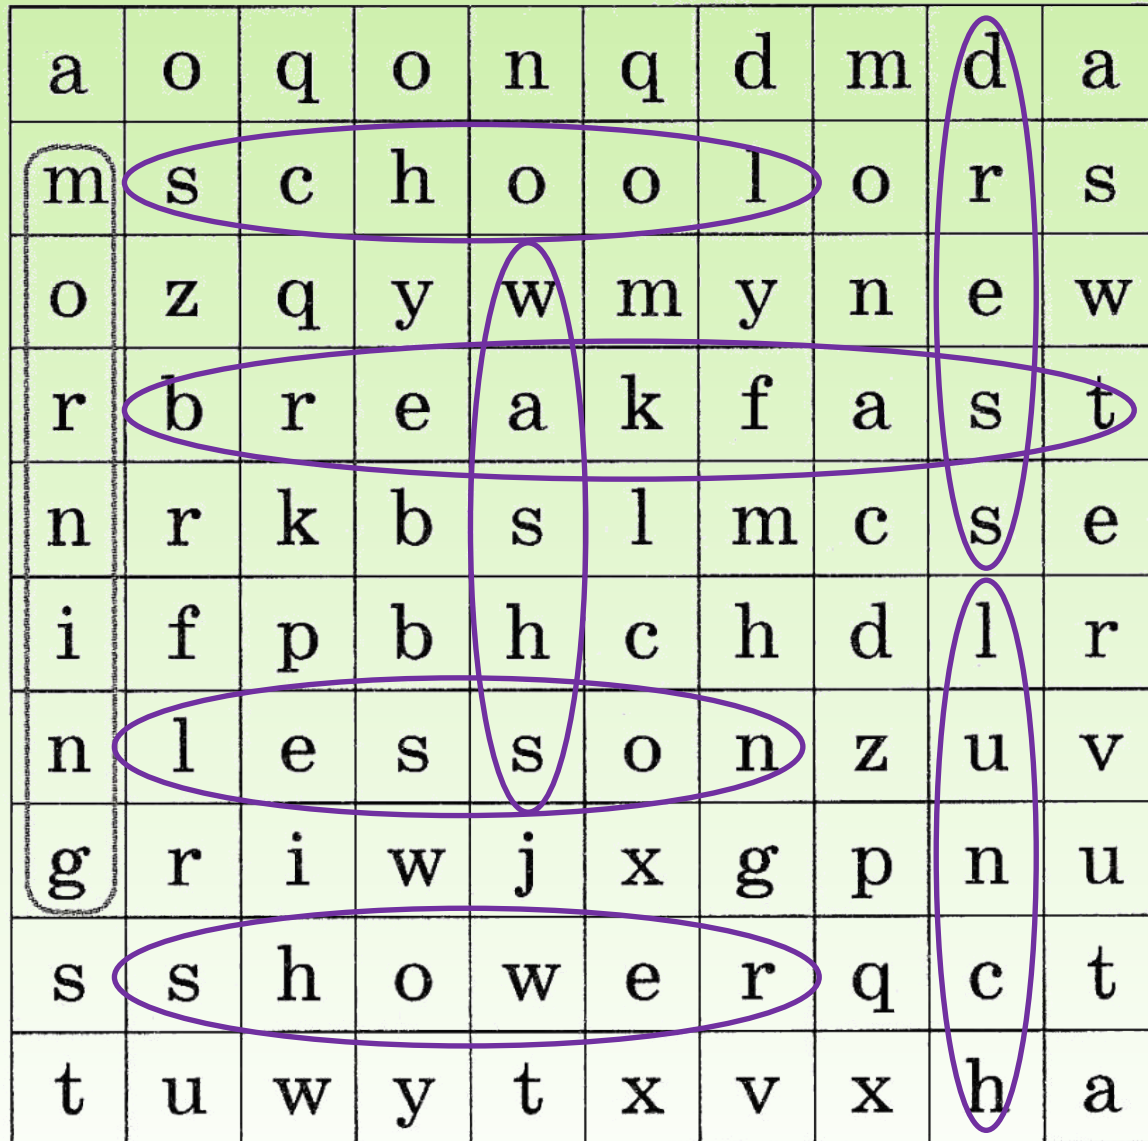 a o q o n q d m d a
m s c h o o l o r s
o z q y w m y n e w
r b r e a k f a s t
n r k b s l m c s e
i f p b h c h d l r
n l e s s o n z u v
g r i w j x g p n u
s s h o w e r q c t
t u w y t x v x h a